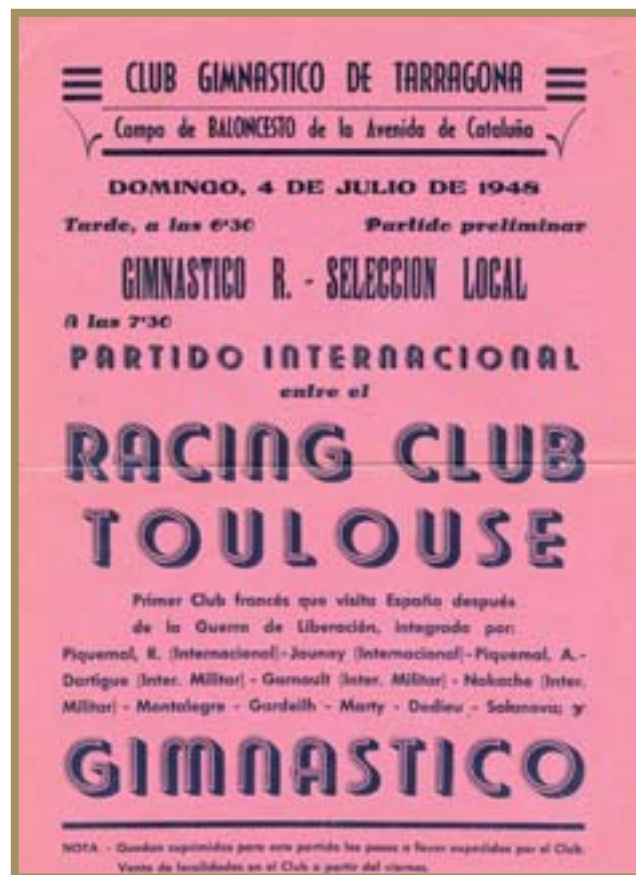 CLUB GIMNASTICO DE TARRAGONA
Campo de BALONCESTO de la Avenida de Cataluña
DOMINGO, 4 DE JULIO DE 1948
Tarde, a las 6'30 Partido preliminar
GIMNASTICO R. - SELECCION LOCAL
A las 7'30
PARTIDO INTERNACIONAL
entre el
RACING CLUB
TOULOUSE
Primer Club francés que visita España después
de la Guerra de Liberación, integrado por:
Piquemal, R. (Internacional) - Jaunay (Internacional) - Piquemal, A. -
Dartigue (Inter. Militar) - Garnault (Inter. Militar) - Nakache (Inter.
Militar) - Montalegre - Gardeilh - Marty - Dedieu - Salanova; y
GIMNASTICO
NOTA. - Quedan suprimidos para este partido los pases a favor expedidos por el Club.
Venta de localidades en el Club a partir del viernes.